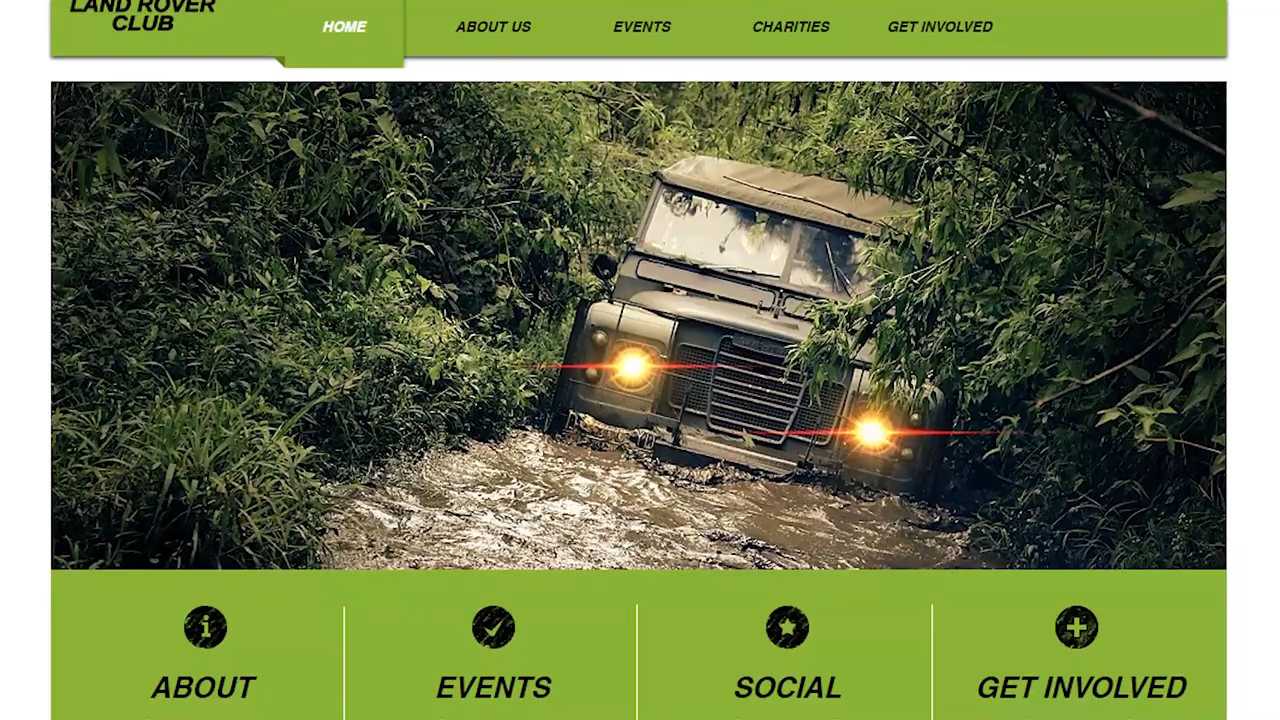 LAND ROVER
CLUB
HOME
ABOUT US
EVENTS
CHARITIES
GET INVOLVED
ABOUT
EVENTS
SOCIAL
GET INVOLVED